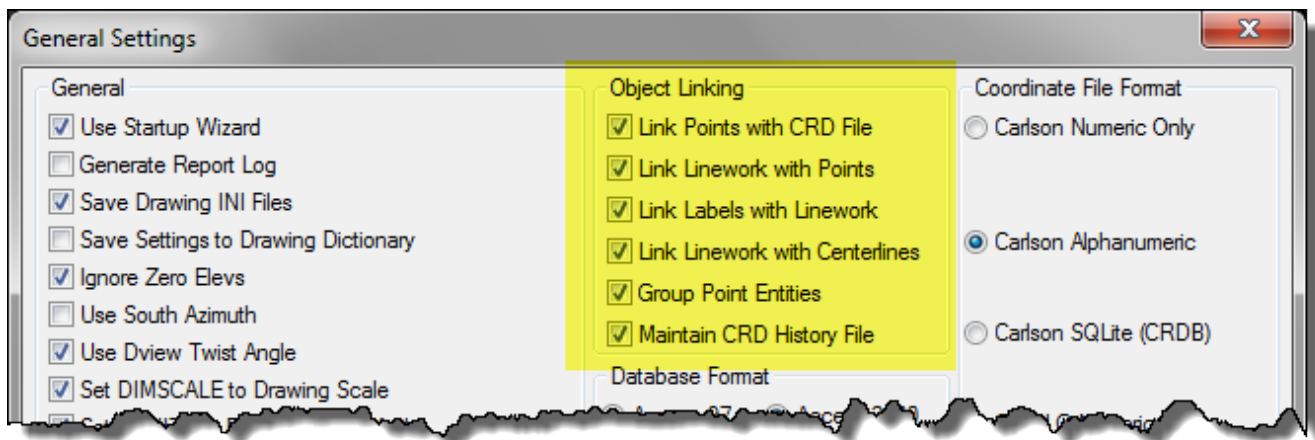 General Settings
General
Use Startup Wizard
Generate Report Log
Save Drawing INI Files
Save Settings to Drawing Dictionary
Ignore Zero Elevs
Use South Azimuth
Use Dview Twist Angle
Set DIMSCALE to Drawing Scale
Object Linking
Link Points with CRD File
Link Linework with Points
Link Labels with Linework
Link Linework with Centerlines
Group Point Entities
Maintain CRD History File
Database Format
Coordinate File Format
Carlson Numeric Only
Carlson Alphanumeric
Carlson SQLite (CRDB)